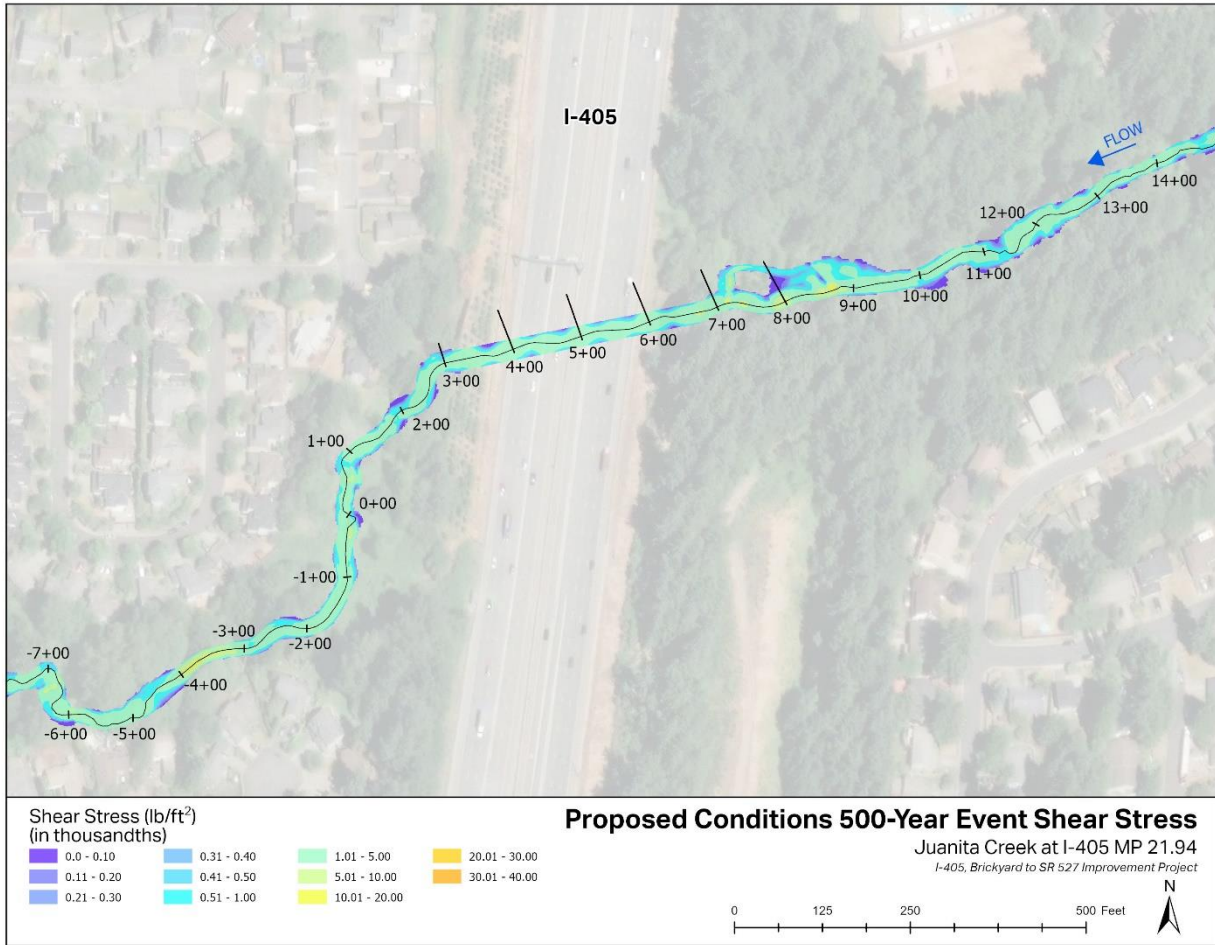 I-405
FLOW
14+00
13+00
12+00
11+00
10+00
9+00
8+00
7+00
6+00
5+00
4+00
3+00
2+00
1+00
0+00
-1+00
-2+00
-3+00
-4+00
-5+00
-6+00
-7+00
Shear Stress (lb/ft²)
(in thousandths)
0.0 - 0.10
0.11 - 0.20
0.21 - 0.30
0.31 - 0.40
0.41 - 0.50
0.51 - 1.00
1.01 - 5.00
5.01 - 10.00
10.01 - 20.00
20.01 - 30.00
30.01 - 40.00
Proposed Conditions 500-Year Event Shear Stress
Juanita Creek at I-405 MP 21.94
I-405, Brickyard to SR 527 Improvement Project
N
0 125 250 500 Feet